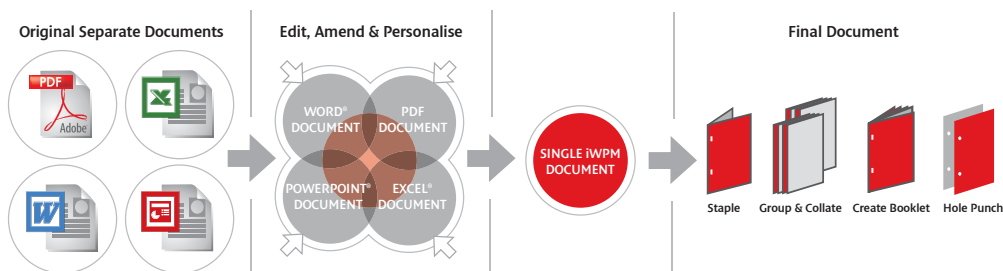 Original Separate Documents
PDF
Adobe
X
W
Edit, Amend & Personalise
WORD®
DOCUMENT
PDF
DOCUMENT
POWERPOINT®
DOCUMENT
EXCEL®
DOCUMENT
SINGLE iWPM
DOCUMENT
Final Document
Staple
Group & Collate
Create Booklet
Hole Punch